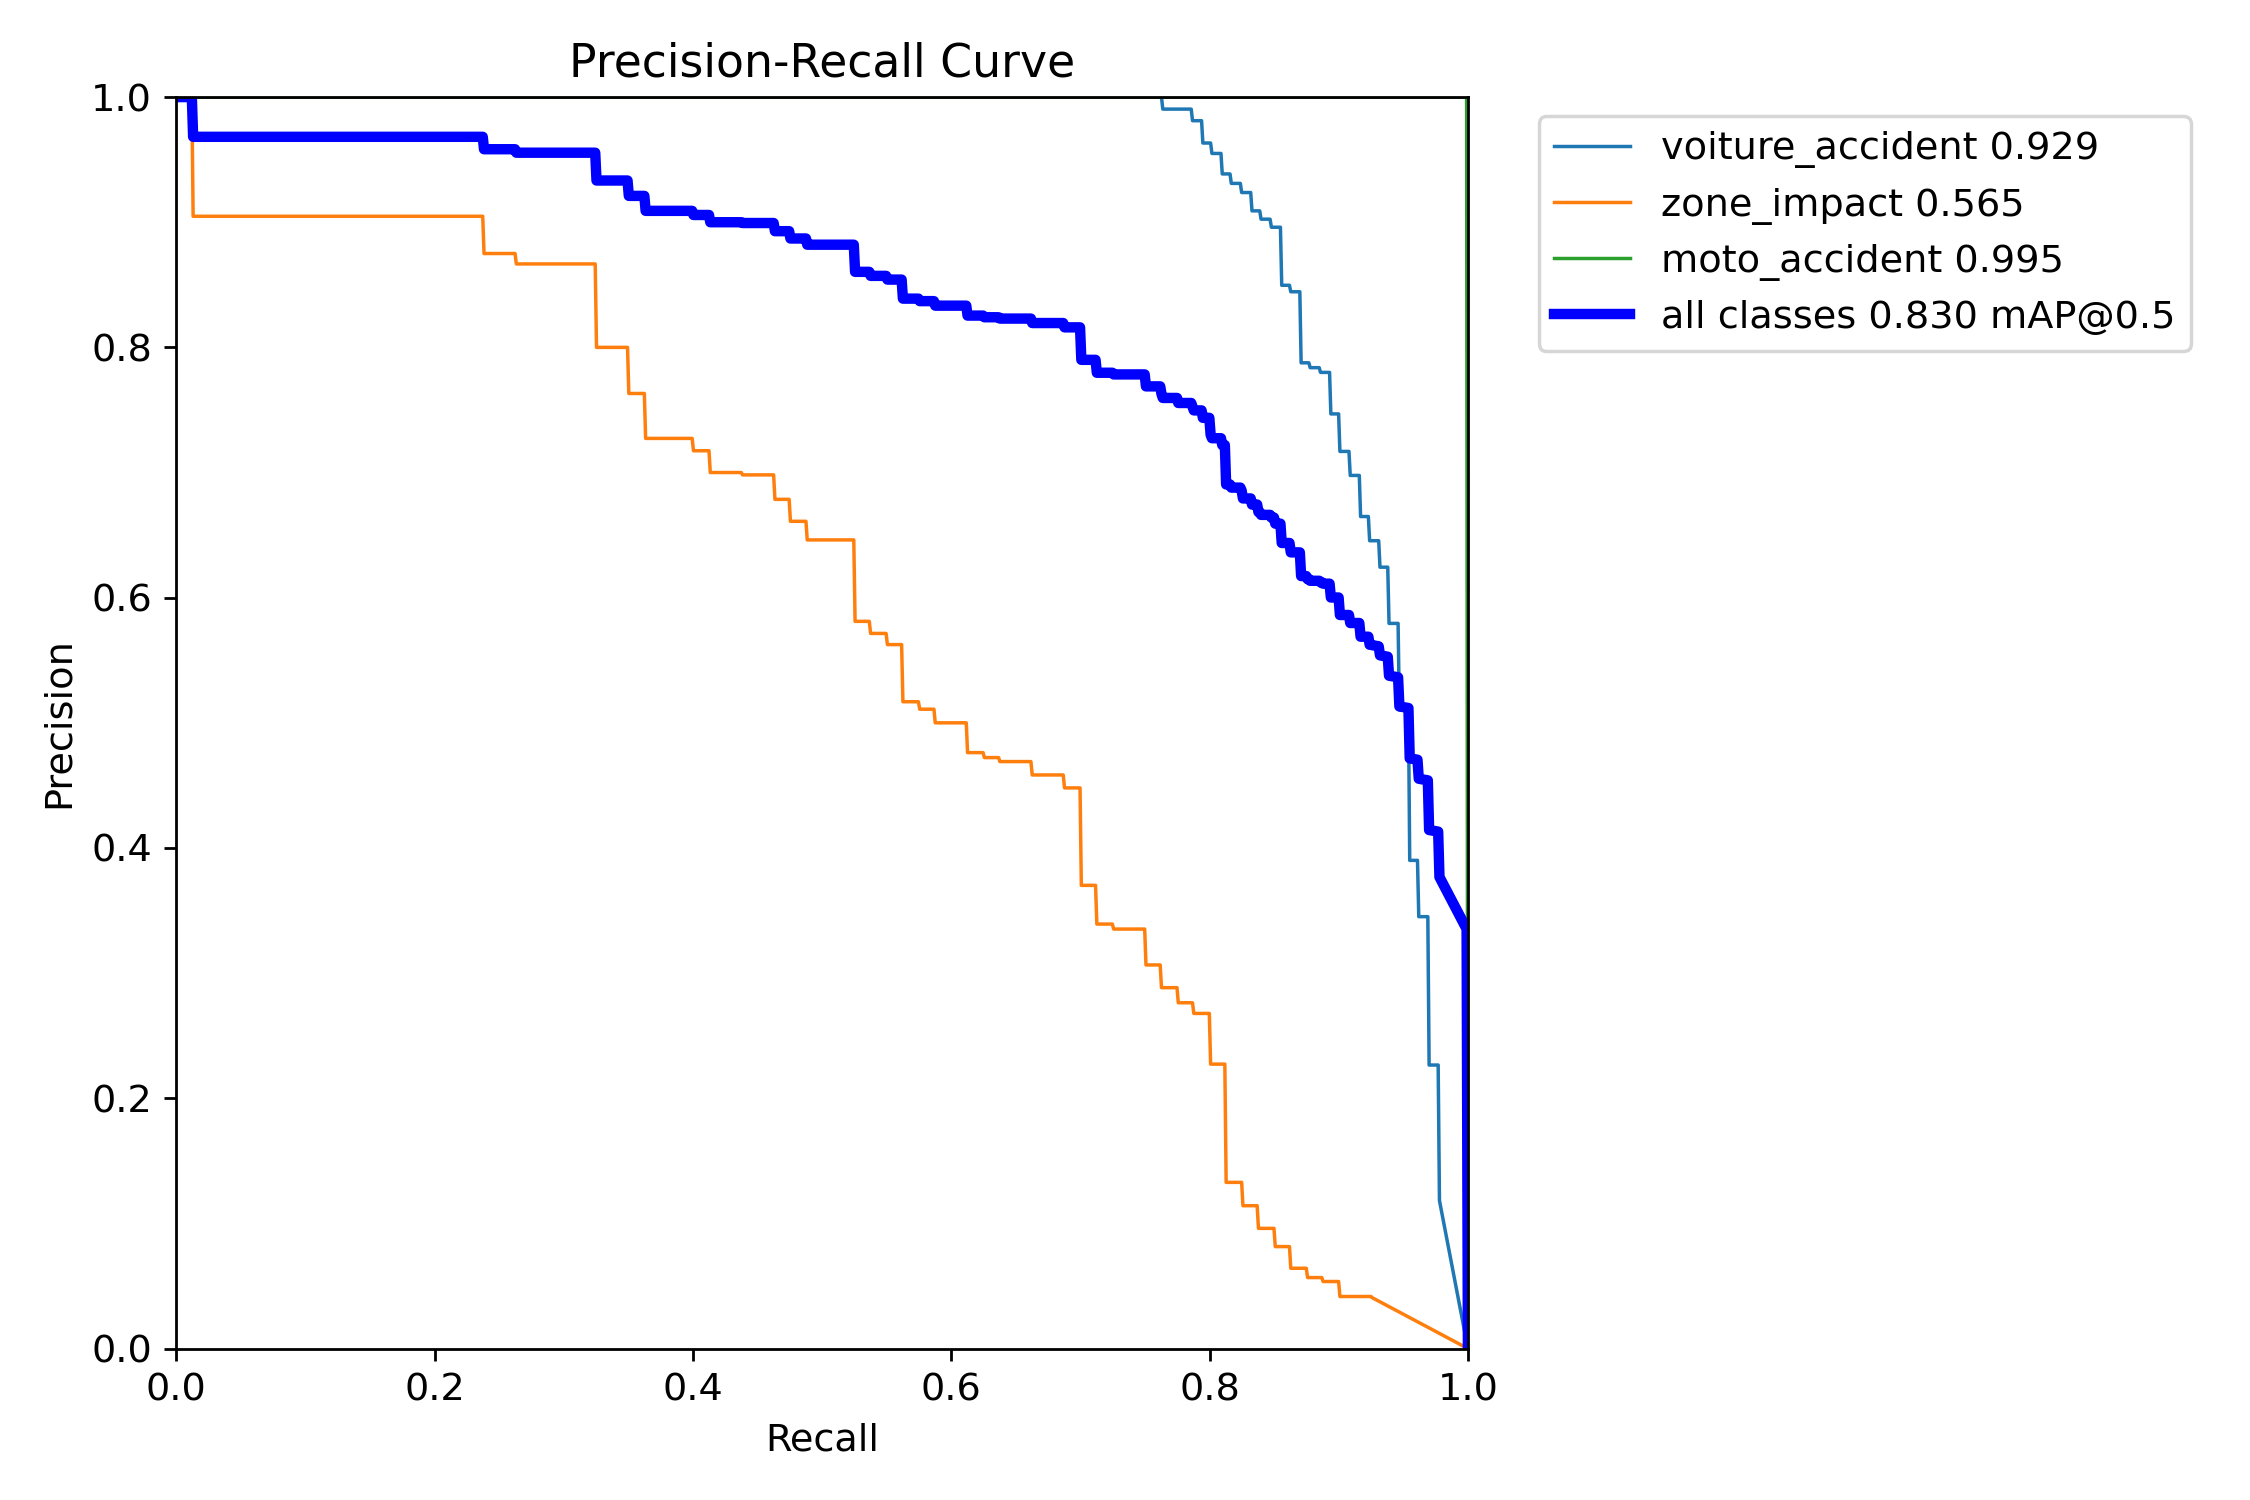 Precision-Recall Curve
1.0
0.8
0.6
0.4
0.2
0.0
Precision
0.0 0.2 0.4 0.6 0.8 1.0
Recall
voiture_accident 0.929
zone_impact 0.565
moto_accident 0.995
all classes 0.830 mAP@0.5